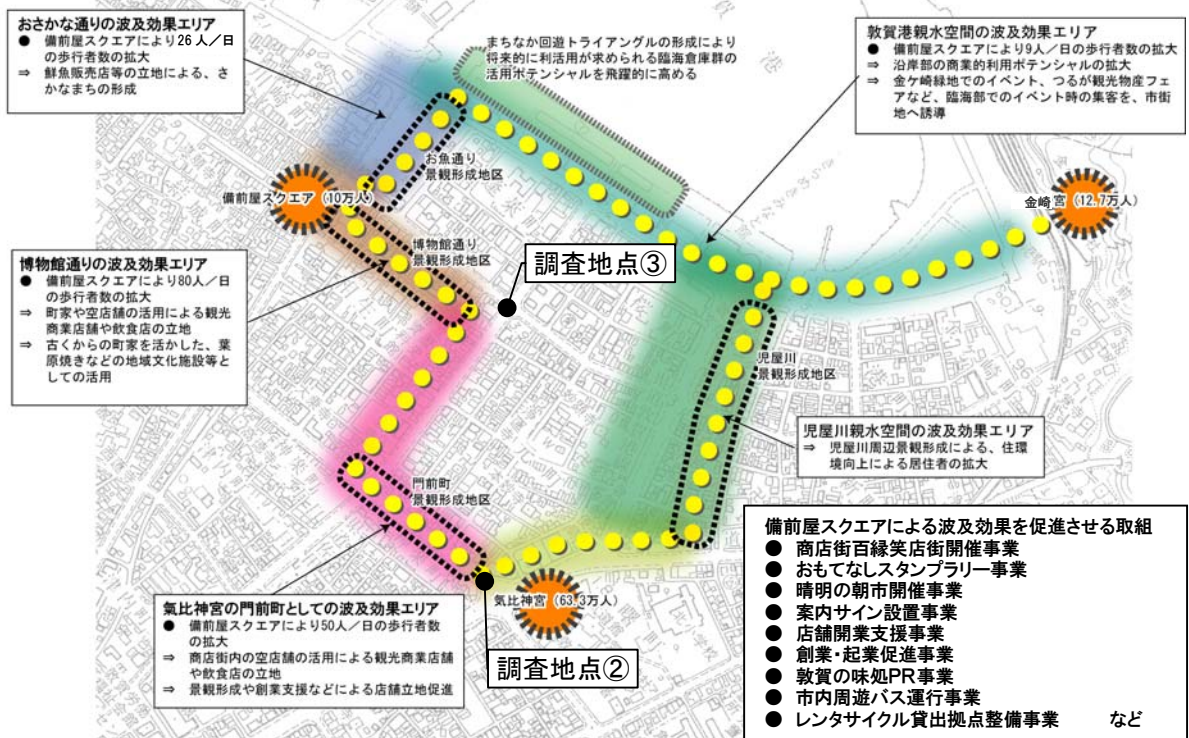 おさかな通りの波及効果エリア
● 備前屋スクエアにより26人／日
の歩行者数の拡大
⇒ 鮮魚販売店等の立地による、さ
かなまちの形成
まちなか回遊トライアングルの形成により
将来的に利活用が求められる臨海倉庫群の
活用ポテンシャルを飛躍的に高める
敦賀港親水空間の波及効果エリア
● 備前屋スクエアにより9人／日の歩行者数の拡大
⇒ 沿岸部の商業的利用ポテンシャルの拡大
⇒ 金ケ崎緑地でのイベント、つるが観光物産フェ
アなど、臨海部でのイベント時の集客を、市街
地へ誘導
港
お魚通り
景観形成地区
備前屋スクエア（10万人）
金崎宮（12.7万人）
博物館通り
景観形成地区
調査地点③
博物館通りの波及効果エリア
● 備前屋スクエアにより80人／日
の歩行者数の拡大
⇒ 町家や空店舗の活用による観光
商業店舗や飲食店の立地
⇒ 古くからの町家を活かした、葉
原焼きなどの地域文化施設等と
しての活用
児屋川
景観形成地区
児屋川親水空間の波及効果エリア
⇒ 児屋川周辺景観形成による、住環
境向上による居住者の拡大
門前町
景観形成地区
気比神宮（63.3万人）
調査地点②
氣比神宮の門前町としての波及効果エリア
● 備前屋スクエアにより50人／日の歩行者数
の拡大
⇒ 商店街内の空店舗の活用による観光商業店舗
や飲食店の立地
⇒ 景観形成や創業支援などによる店舗立地促進
備前屋スクエアによる波及効果を促進させる取組
● 商店街百縁笑店街開催事業
● おもてなしスタンプラリー事業
● 晴明の朝市開催事業
● 案内サイン設置事業
● 店舗開業支援事業
● 創業・起業促進事業
● 敦賀の味処PR事業
● 市内周遊バス運行事業
● レンタサイクル貸出拠点整備事業 など